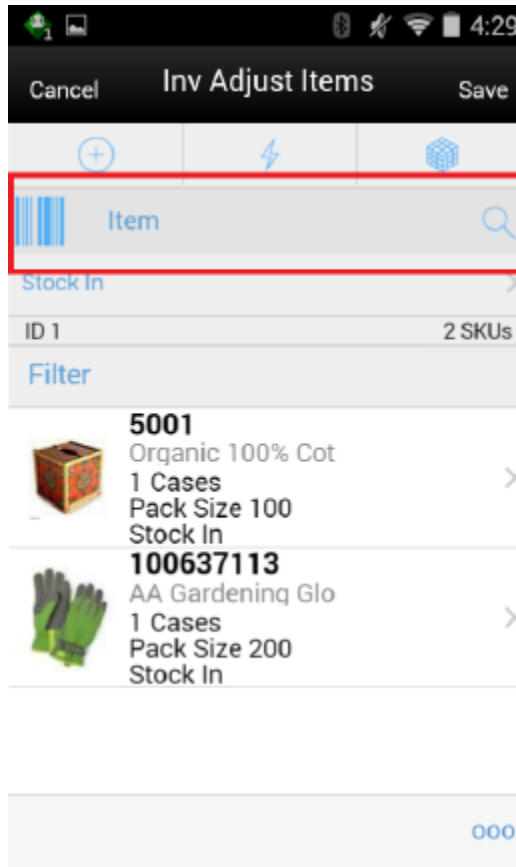 1
4:29
Cancel
Inv Adjust Items
Save
Item
Stock In
ID 1
2 SKUs
Filter
5001
Organic 100% Cot
1 Cases
Pack Size 100
Stock In
100637113
AA Gardening Glo
1 Cases
Pack Size 200
Stock In